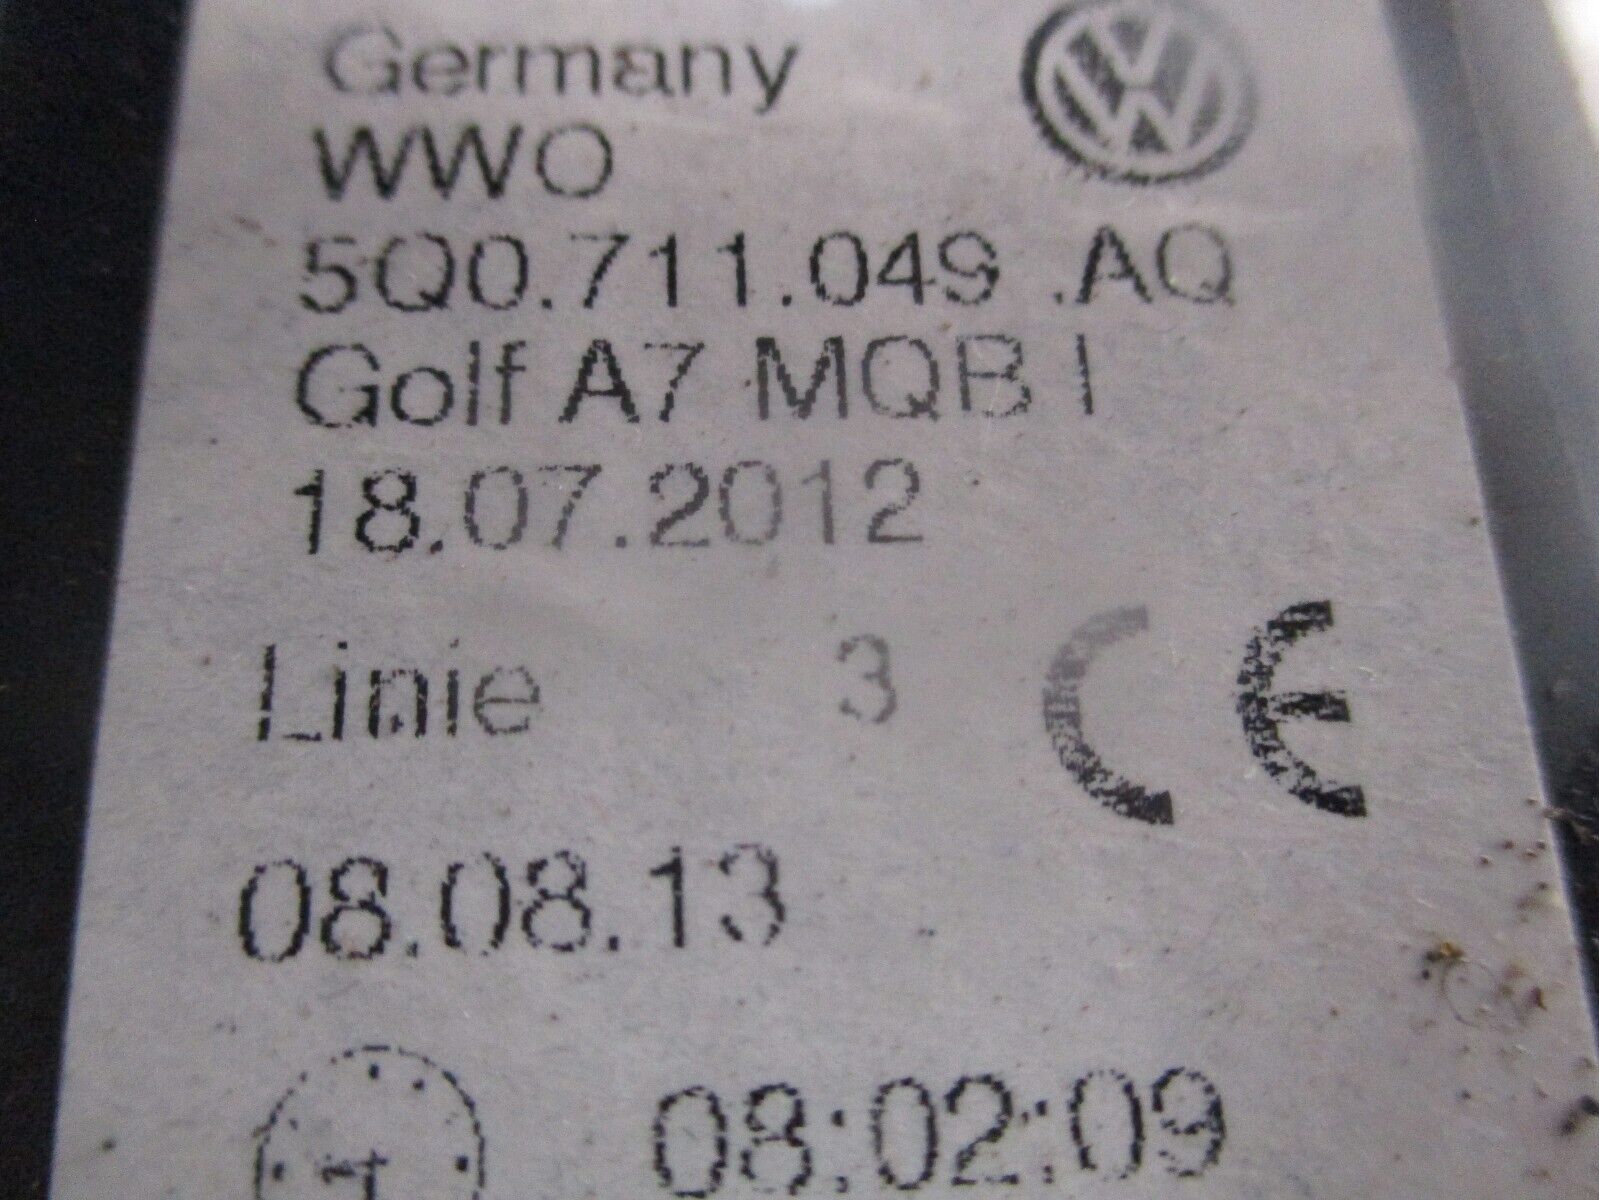 Germany
WWO
5Q0.711.049 .AQ
Golf A7 MQB I
18.07.2012
Linie 3
CE
08.08.13
08:02:09